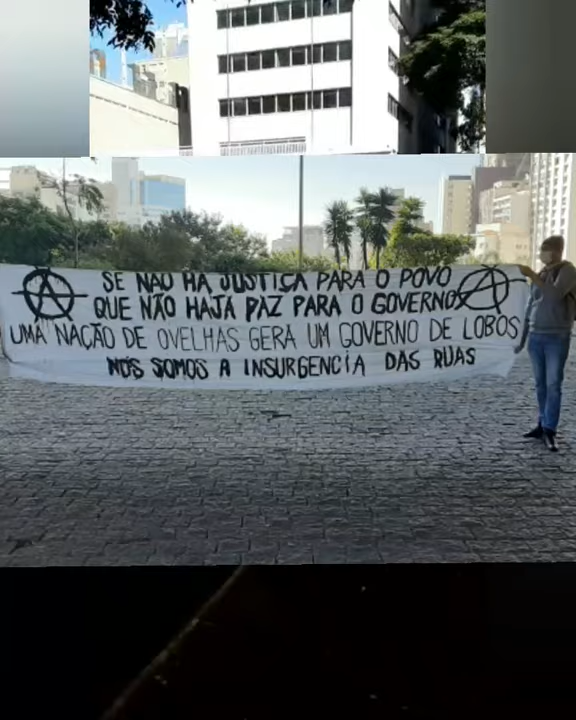 SE NÃO HÁ JUSTIÇA PARA O POVO
QUE NÃO HAJA PAZ PARA O GOVERNO
UMA NAÇÃO DE OVELHAS GERA UM GOVERNO DE LOBOS
NÓS SOMOS A INSURGENCIA DAS RUAS